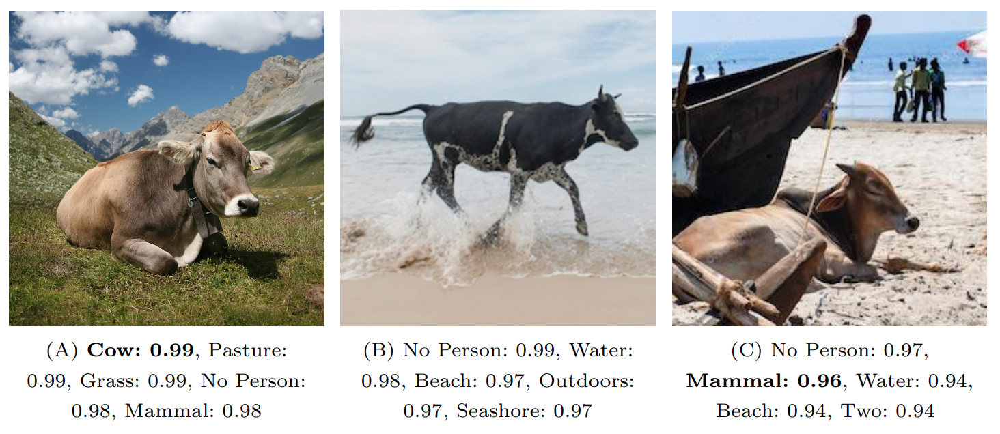 (A) Cow: 0.99, Pasture:
0.99, Grass: 0.99, No Person:
0.98, Mammal: 0.98
(B) No Person: 0.99, Water:
0.98, Beach: 0.97, Outdoors:
0.97, Seashore: 0.97
(C) No Person: 0.97,
Mammal: 0.96, Water: 0.94,
Beach: 0.94, Two: 0.94